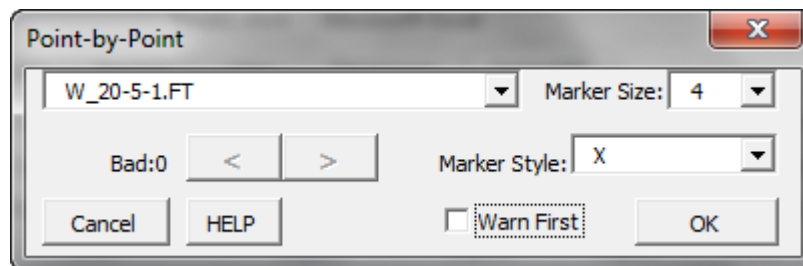 Point-by-Point
W_20-5-1.FT Marker Size: 4
Bad:0 < > Marker Style: X
Cancel HELP Warn First OK